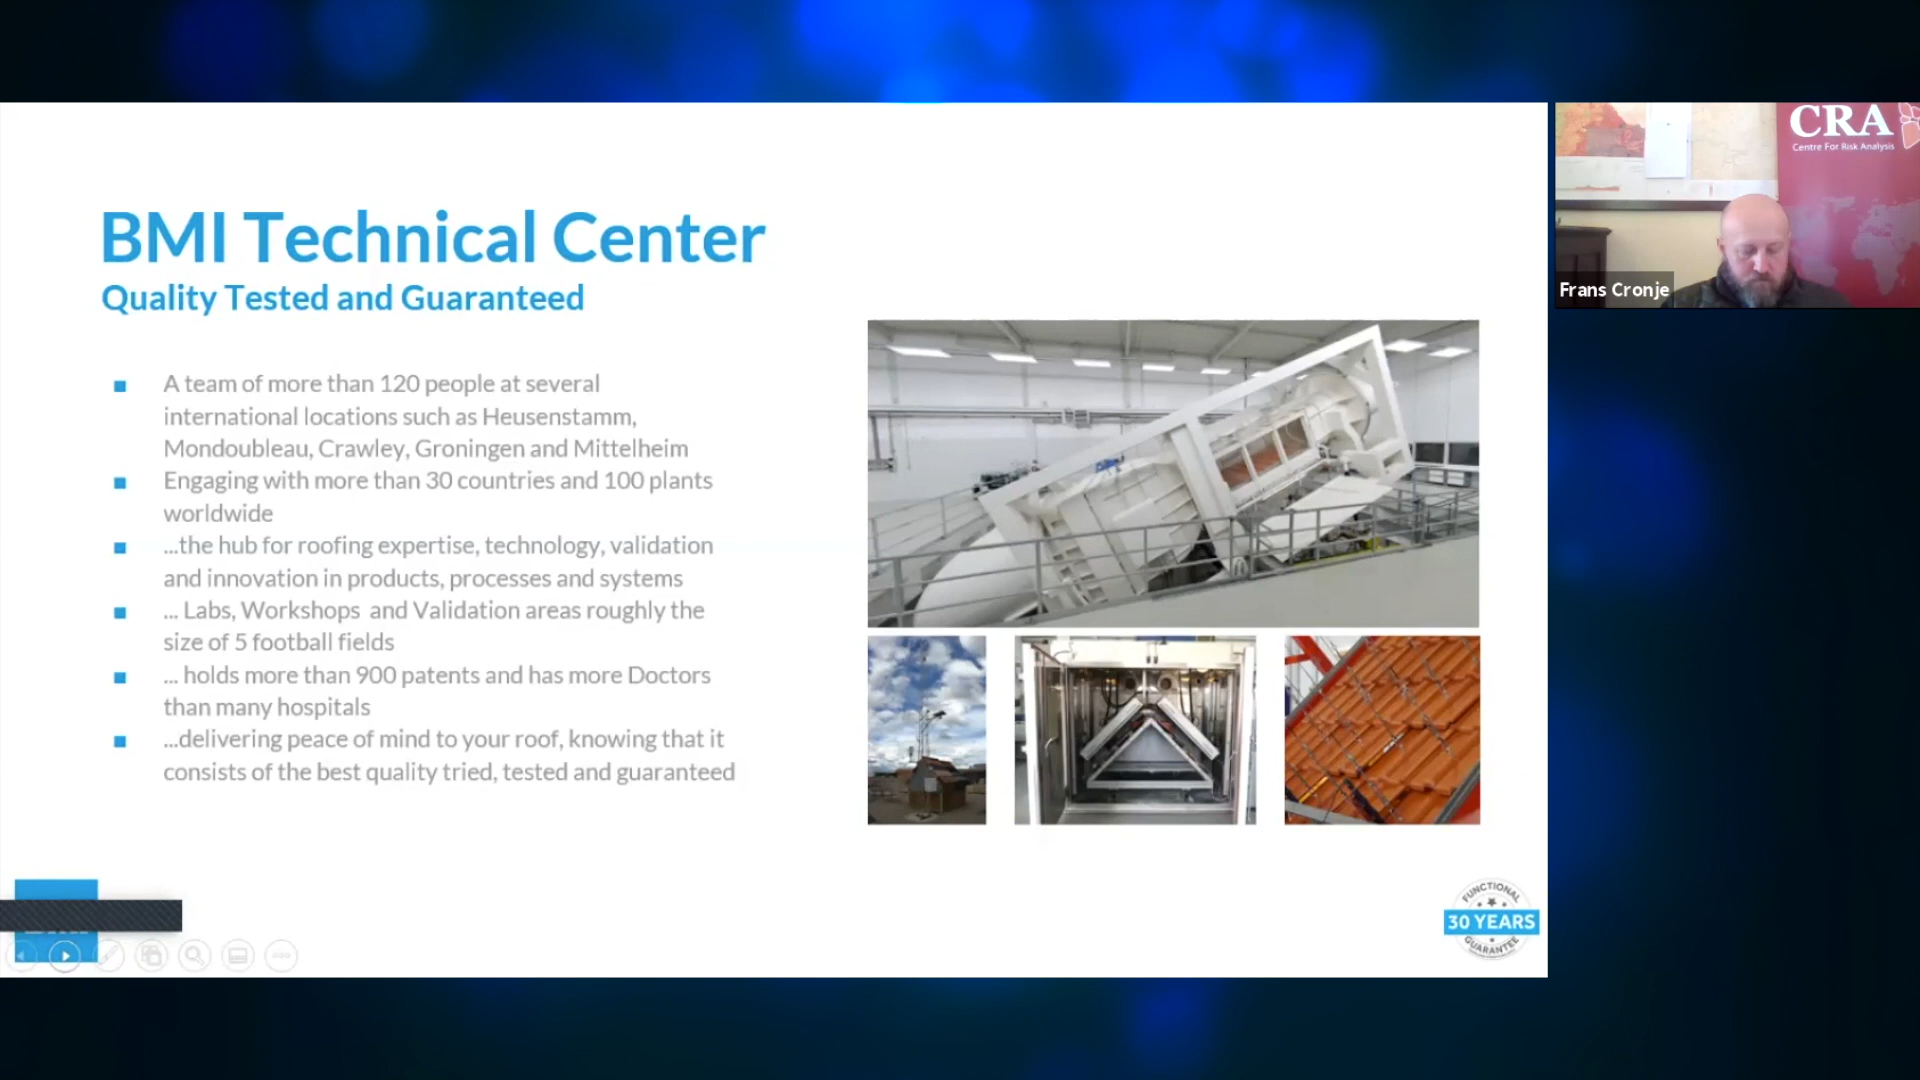 BMI Technical Center
Quality Tested and Guaranteed
A team of more than 120 people at several
international locations such as Heusenstamm,
Mondoubleau, Crawley, Groningen and Mittelheim
Engaging with more than 30 countries and 100 plants
worldwide
...the hub for roofing expertise, technology, validation
and innovation in products, processes and systems
... Labs, Workshops and Validation areas roughly the
size of 5 football fields
... holds more than 900 patents and has more Doctors
than many hospitals
...delivering peace of mind to your roof, knowing that it
consists of the best quality tried, tested and guaranteed
FUNCTIONAL
30 YEARS
GUARANTEE
CRA
Centre For Risk Analysis
Frans Cronje